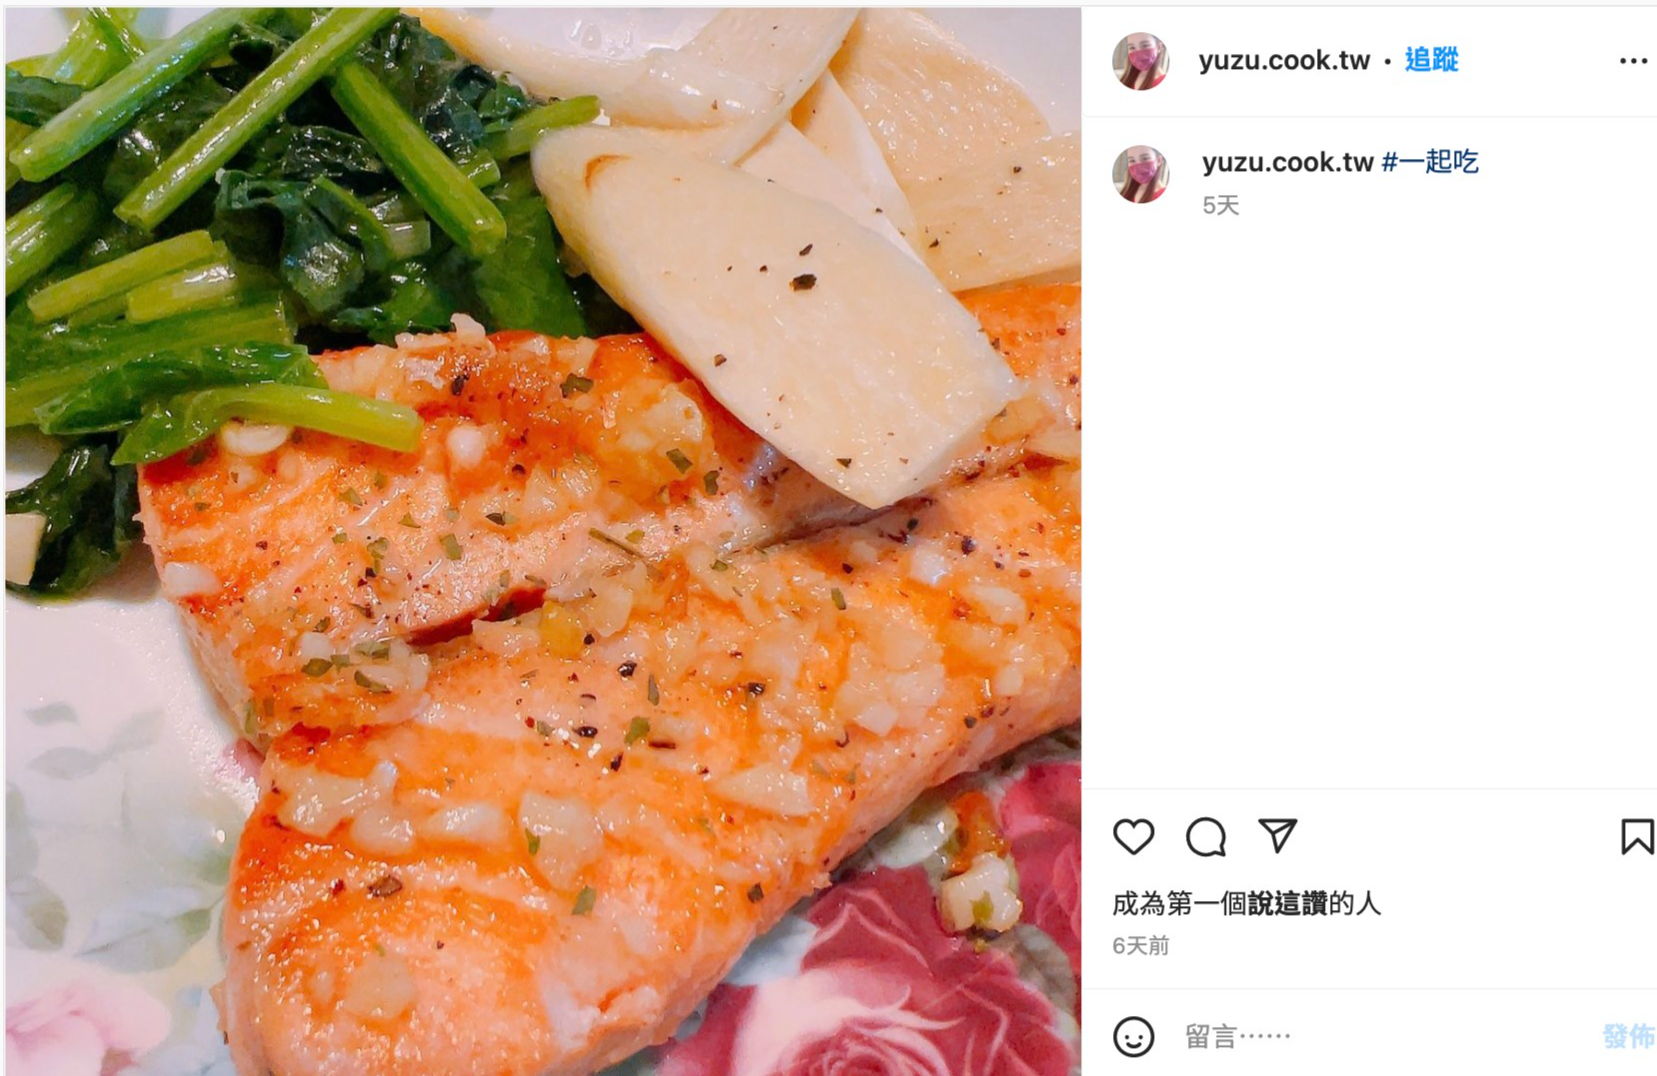 yuzu.cook.tw • 追蹤
yuzu.cook.tw #一起吃
5天
成為第一個說這讚的人
6天前
留言⋯⋯
發佈